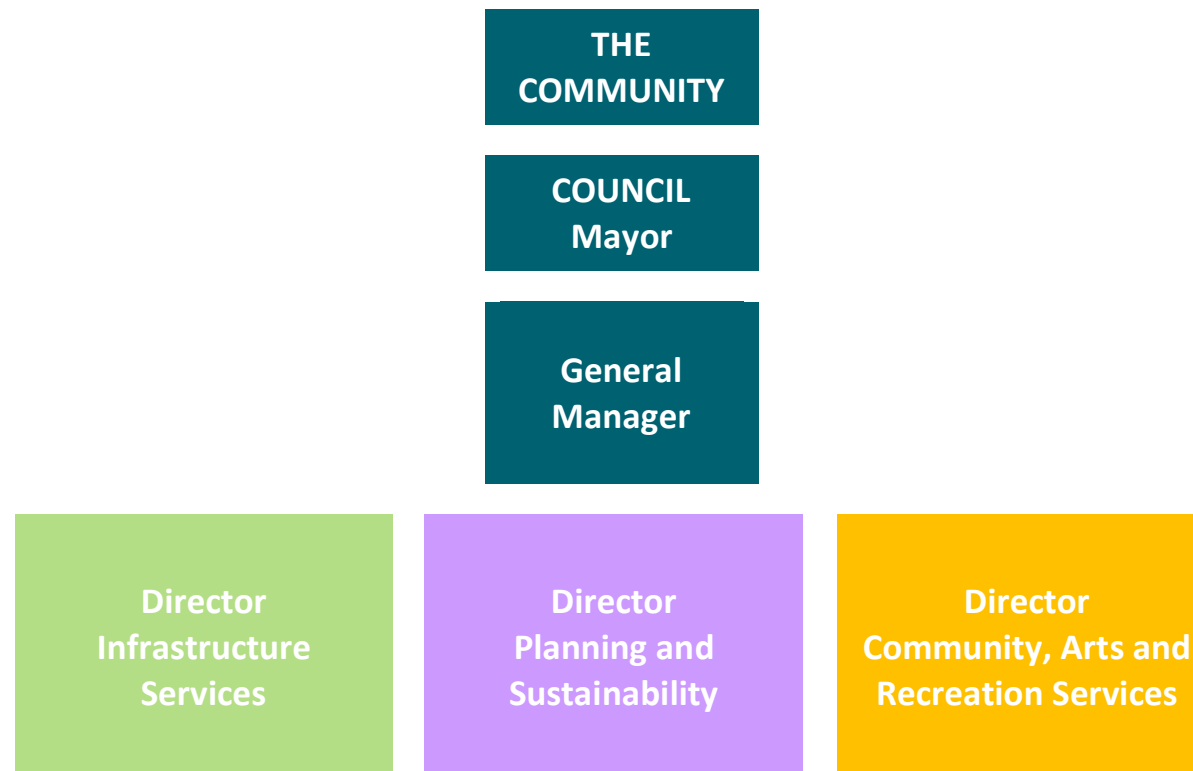 THE
COMMUNITY
COUNCIL
Mayor
General
Manager
Director
Infrastructure
Services
Director
Planning and
Sustainability
Director
Community, Arts and
Recreation Services